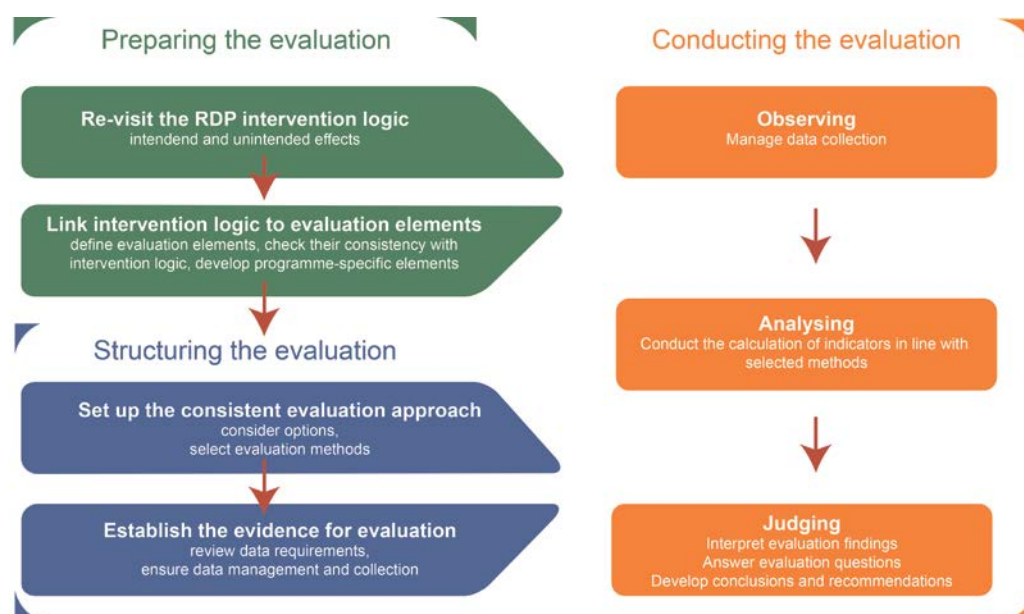 Preparing the evaluation
Re-visit the RDP intervention logic
intendend and unintended effects
Link intervention logic to evaluation elements
define evaluation elements, check their consistency with
intervention logic, develop programme-specific elements
Structuring the evaluation
Set up the consistent evaluation approach
consider options,
select evaluation methods
Establish the evidence for evaluation
review data requirements,
ensure data management and collection
Conducting the evaluation
Observing
Manage data collection
Analysing
Conduct the calculation of indicators in line with
selected methods
Judging
Interpret evaluation findings
Answer evaluation questions
Develop conclusions and recommendations